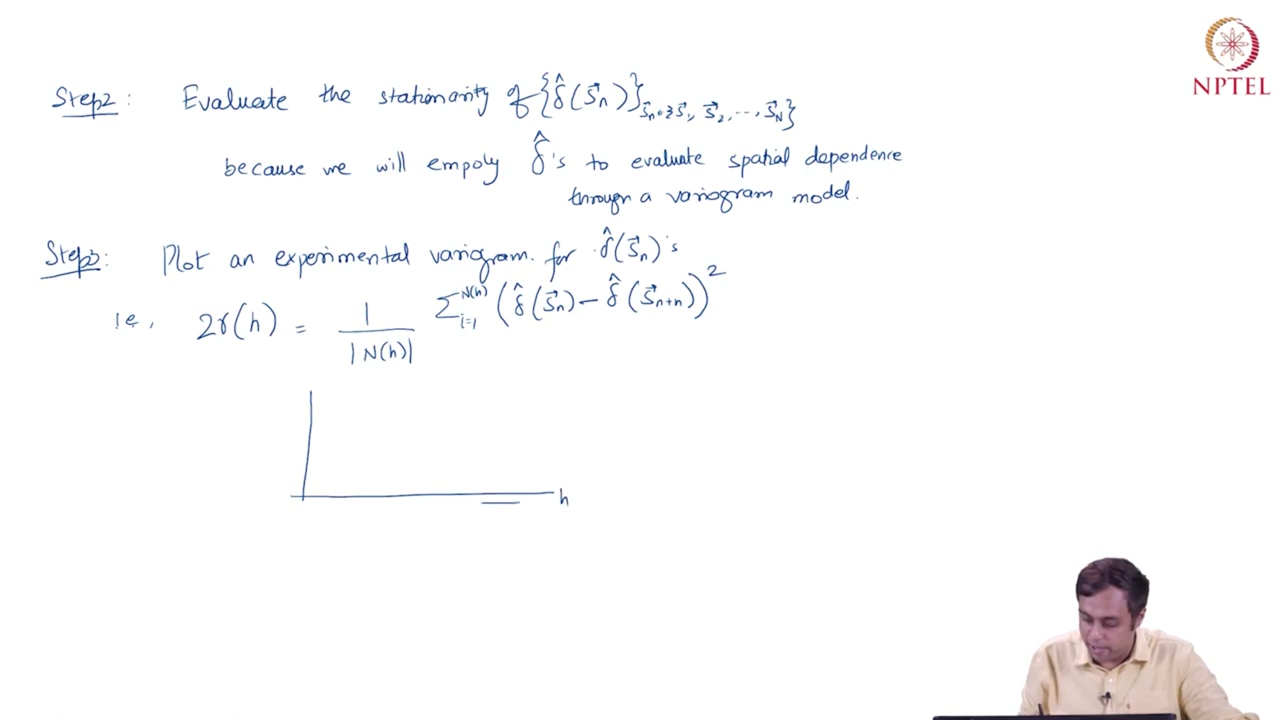 Step2: Evaluate the stationarity of {δ̂(s⃗n)}s⃗n∈{s⃗1, s⃗2, ..., s⃗N}
because we will empoly δ̂'s to evaluate spatial dependence
through a variogram model.
Step3: Plot an experimental variogram. for δ̂(s⃗n)'s
i.e., 2γ(h) = 1/|N(h)| Σ_{i=1}^{N(h)} (δ̂(s⃗n) − δ̂(s⃗n+h))²
h
NPTEL